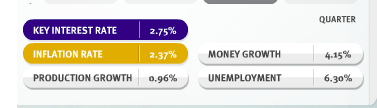 QUARTER
KEY INTEREST RATE 2.75%
INFLATION RATE 2.37% MONEY GROWTH 4.15%
PRODUCTION GROWTH 0.96% UNEMPLOYMENT 6.30%